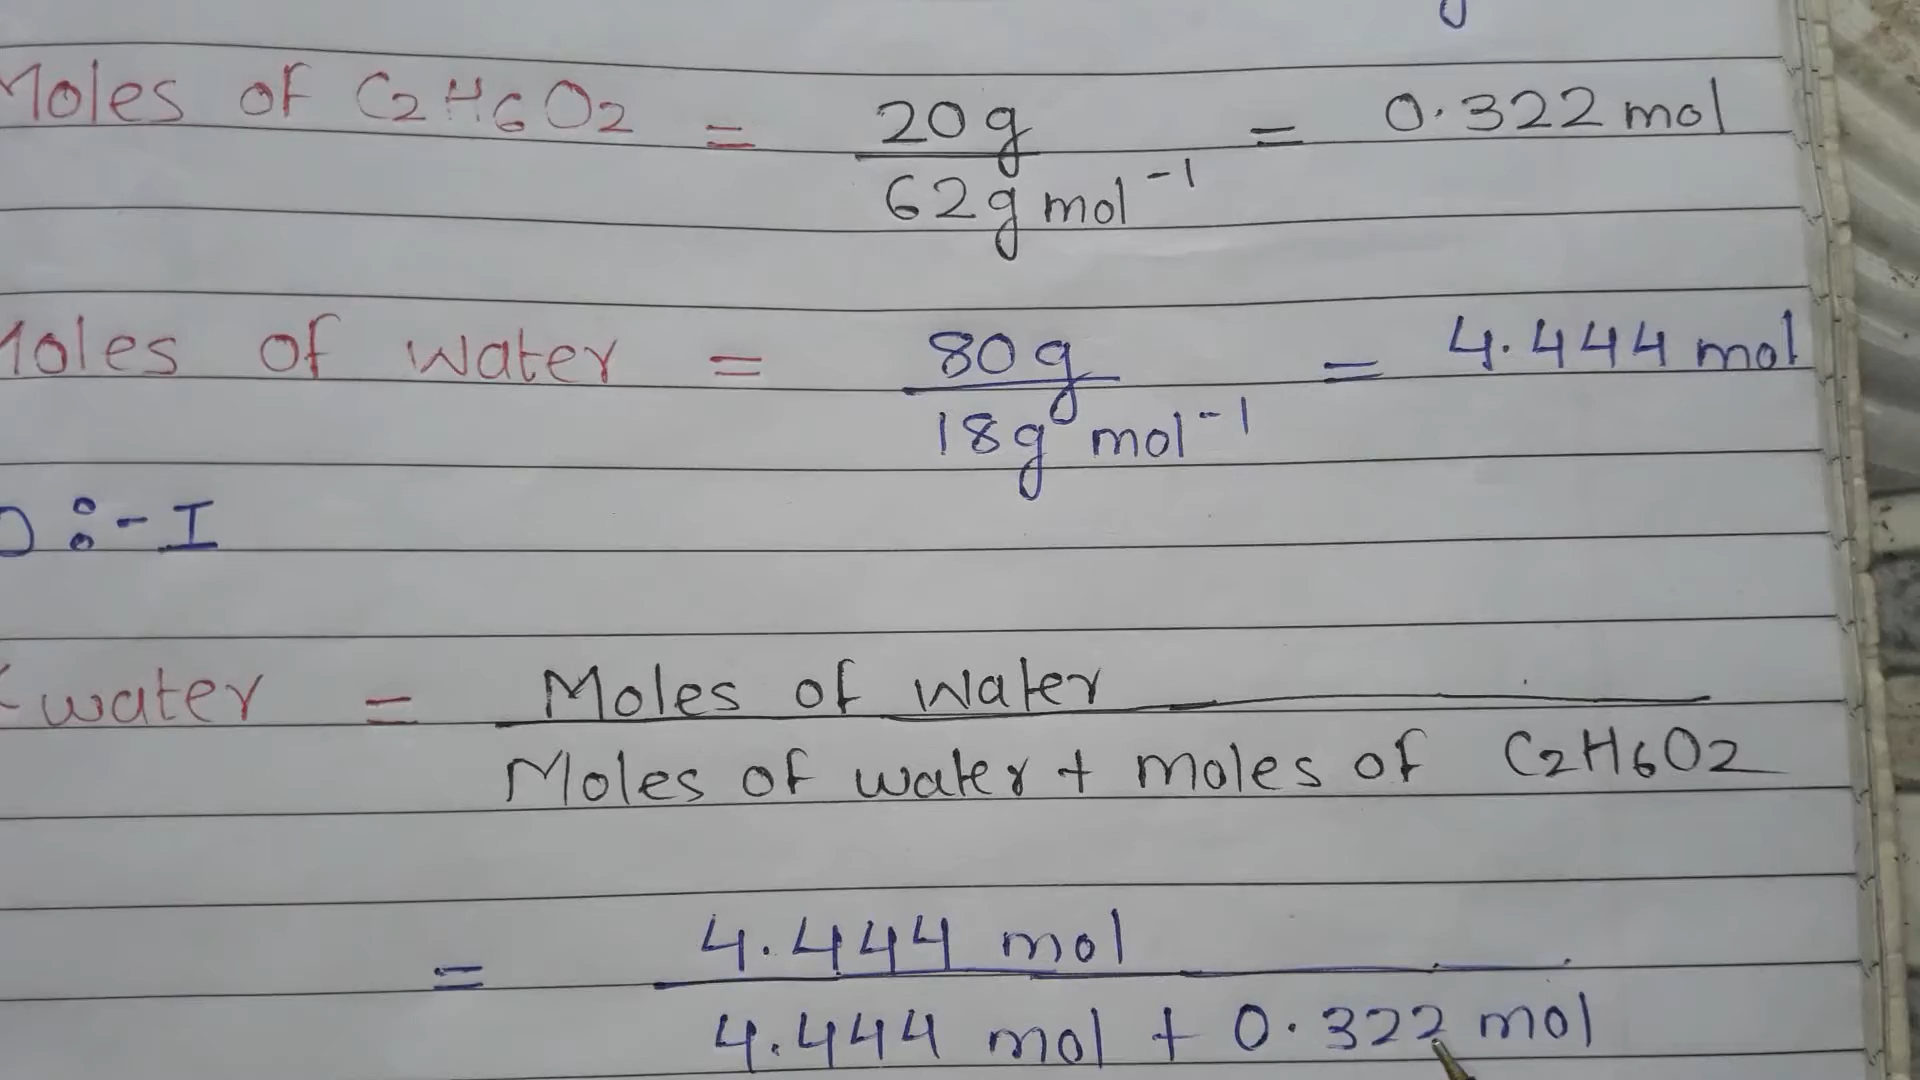 Moles of C2H6O2 = 20g / 62g mol⁻¹ = 0.322 mol
Moles of water = 80g / 18g mol⁻¹ = 4.444 mol
:- I
water = Moles of water / Moles of water + moles of C2H6O2
= 4.444 mol / 4.444 mol + 0.322 mol